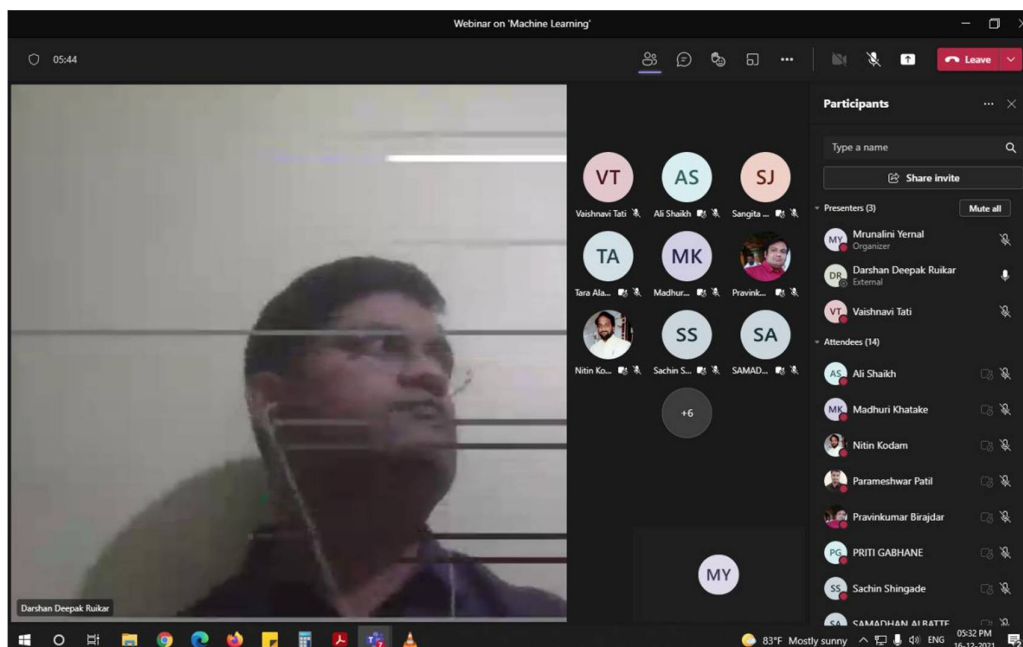 Webinar on 'Machine Learning'
05:44
Leave
Participants
Type a name
Share invite
Presenters (3)
Mute all
MY
Mrunalini Yernal
Organizer
DR
Darshan Deepak Ruikar
External
VT
Vaishnavi Tati
Attendees (14)
AS
Ali Shaikh
MK
Madhuri Khatake
Nitin Kodam
Parameshwar Patil
Pravinkumar Birajdar
PG
PRITI GABHANE
SS
Sachin Shingade
SA
SAMADHAN ALBATTE
VT
AS
SJ
Vaishnavi Tati
Ali Shaikh
Sangita ...
TA
MK
Tara Ala...
Madhur...
Pravink...
SS
SA
Nitin Ko...
Sachin S...
SAMAD...
+6
MY
Darshan Deepak Ruikar
83°F Mostly sunny
ENG
05:32 PM
16-12-2021